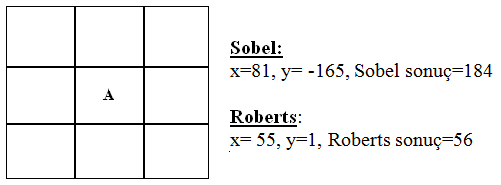 A
Sobel:
x=81, y= -165, Sobel sonuç=184
Roberts:
x= 55, y=1, Roberts sonuç=56